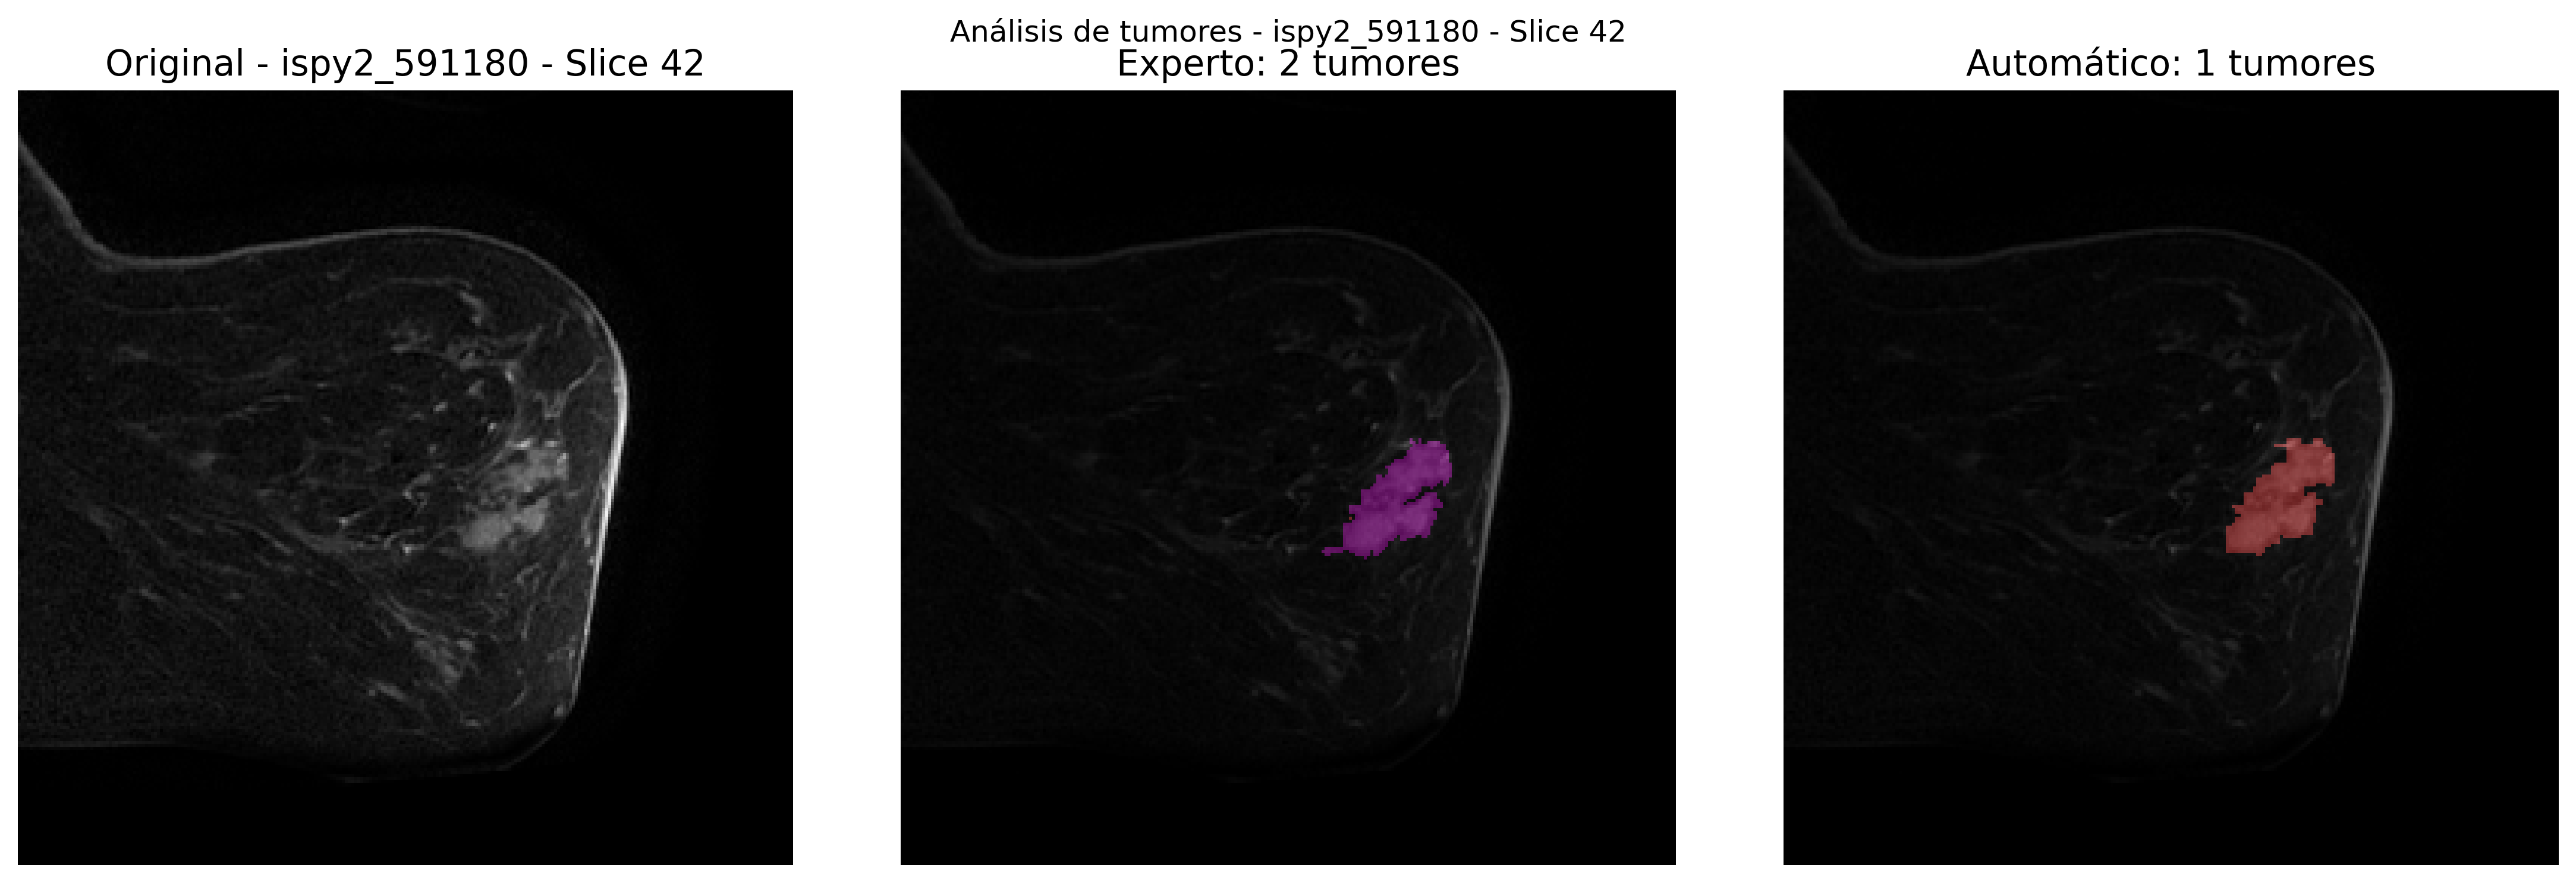 Análisis de tumores - ispy2_591180 - Slice 42
Original - ispy2_591180 - Slice 42
Experto: 2 tumores
Automático: 1 tumores